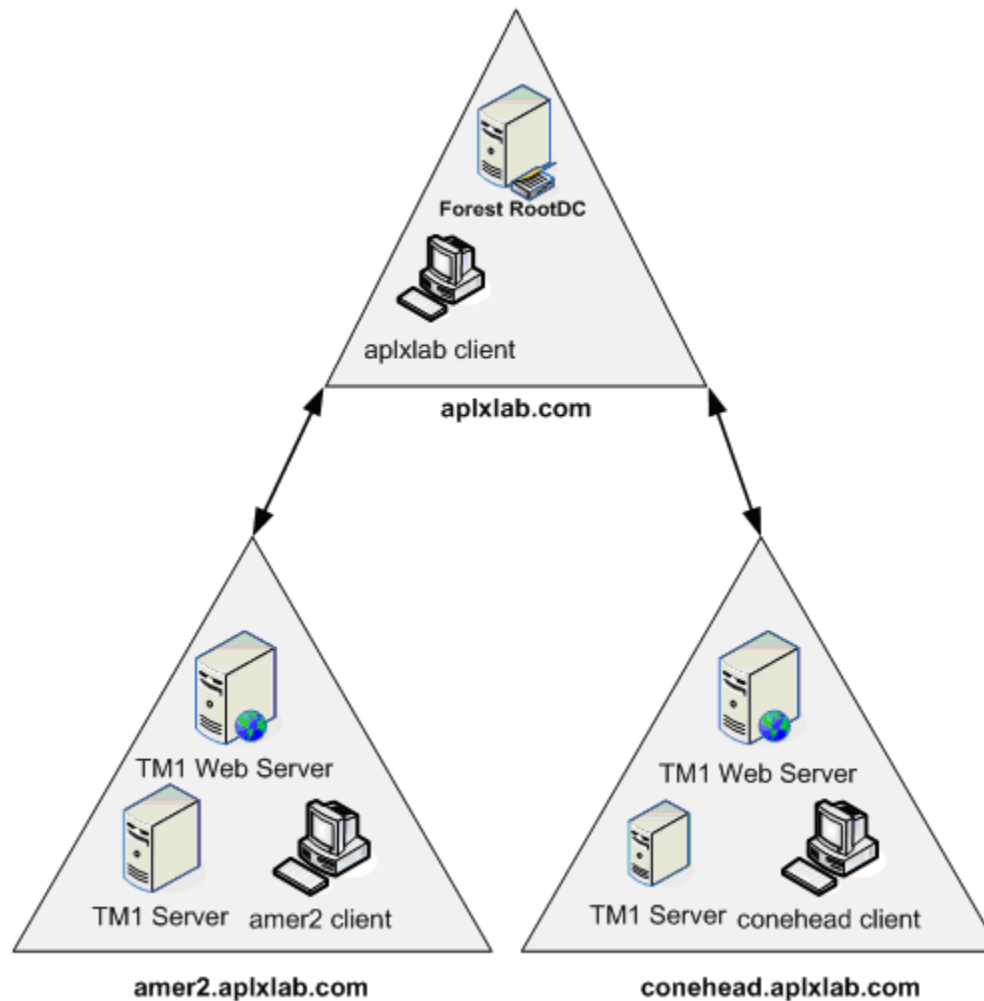 Forest RootDC
aplxlab client
aplxlab.com
TM1 Web Server
TM1 Server
amer2 client
amer2.aplxlab.com
TM1 Web Server
TM1 Server
conehead client
conehead.aplxlab.com